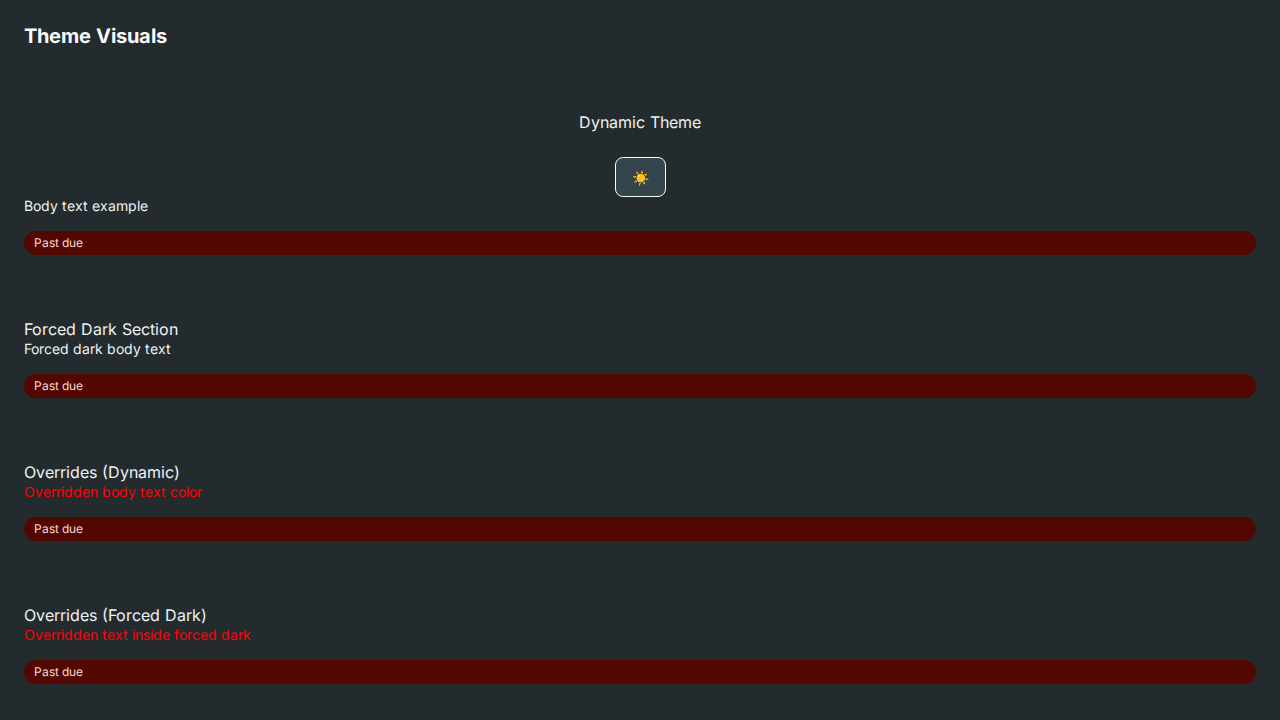 Theme Visuals
Dynamic Theme
Body text example
Past due
Forced Dark Section
Forced dark body text
Past due
Overrides (Dynamic)
Overridden body text color
Past due
Overrides (Forced Dark)
Overridden text inside forced dark
Past due